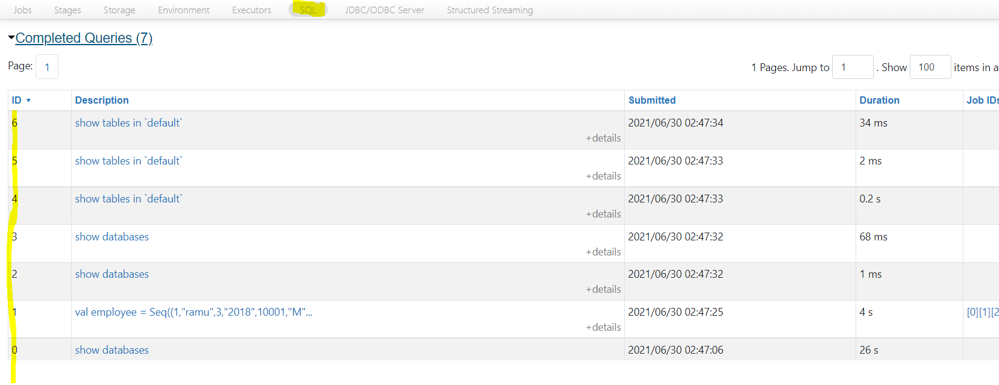 Jobs Stages Storage Environment Executors SQL JDBC/ODBC Server Structured Streaming
Completed Queries (7)
Page: 1 1 Pages. Jump to 1 . Show 100 items in a
ID Description Submitted Duration Job IDs
6 show tables in `default` 2021/06/30 02:47:34 34 ms
+details
5 show tables in `default` 2021/06/30 02:47:33 2 ms
+details
4 show tables in `default` 2021/06/30 02:47:33 0.2 s
+details
3 show databases 2021/06/30 02:47:32 68 ms
+details
2 show databases 2021/06/30 02:47:32 1 ms
+details
1 val employee = Seq((1,"ramu",3,"2018",10001,"M"... 2021/06/30 02:47:25 4 s [0][1][2
+details
0 show databases 2021/06/30 02:47:06 26 s